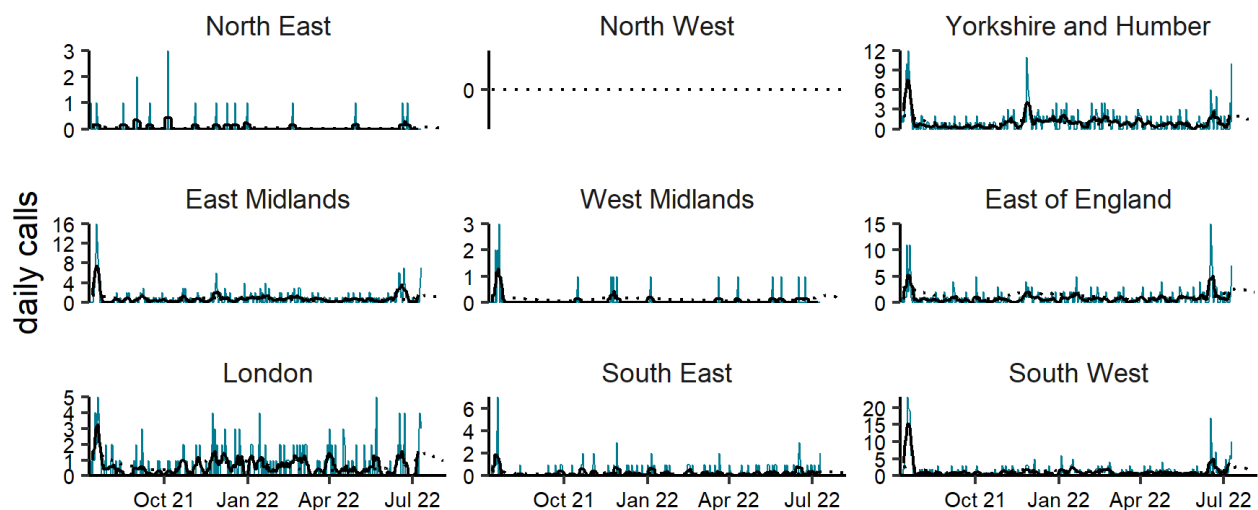 North East
North West
Yorkshire and Humber
3
2
1
0
0
12
9
6
3
0
daily calls
East Midlands
West Midlands
East of England
16
12
8
4
0
3
2
1
0
15
10
5
0
London
South East
South West
5
4
3
2
1
0
6
4
2
0
20
15
10
5
0
Oct 21 Jan 22 Apr 22 Jul 22
Oct 21 Jan 22 Apr 22 Jul 22
Oct 21 Jan 22 Apr 22 Jul 22